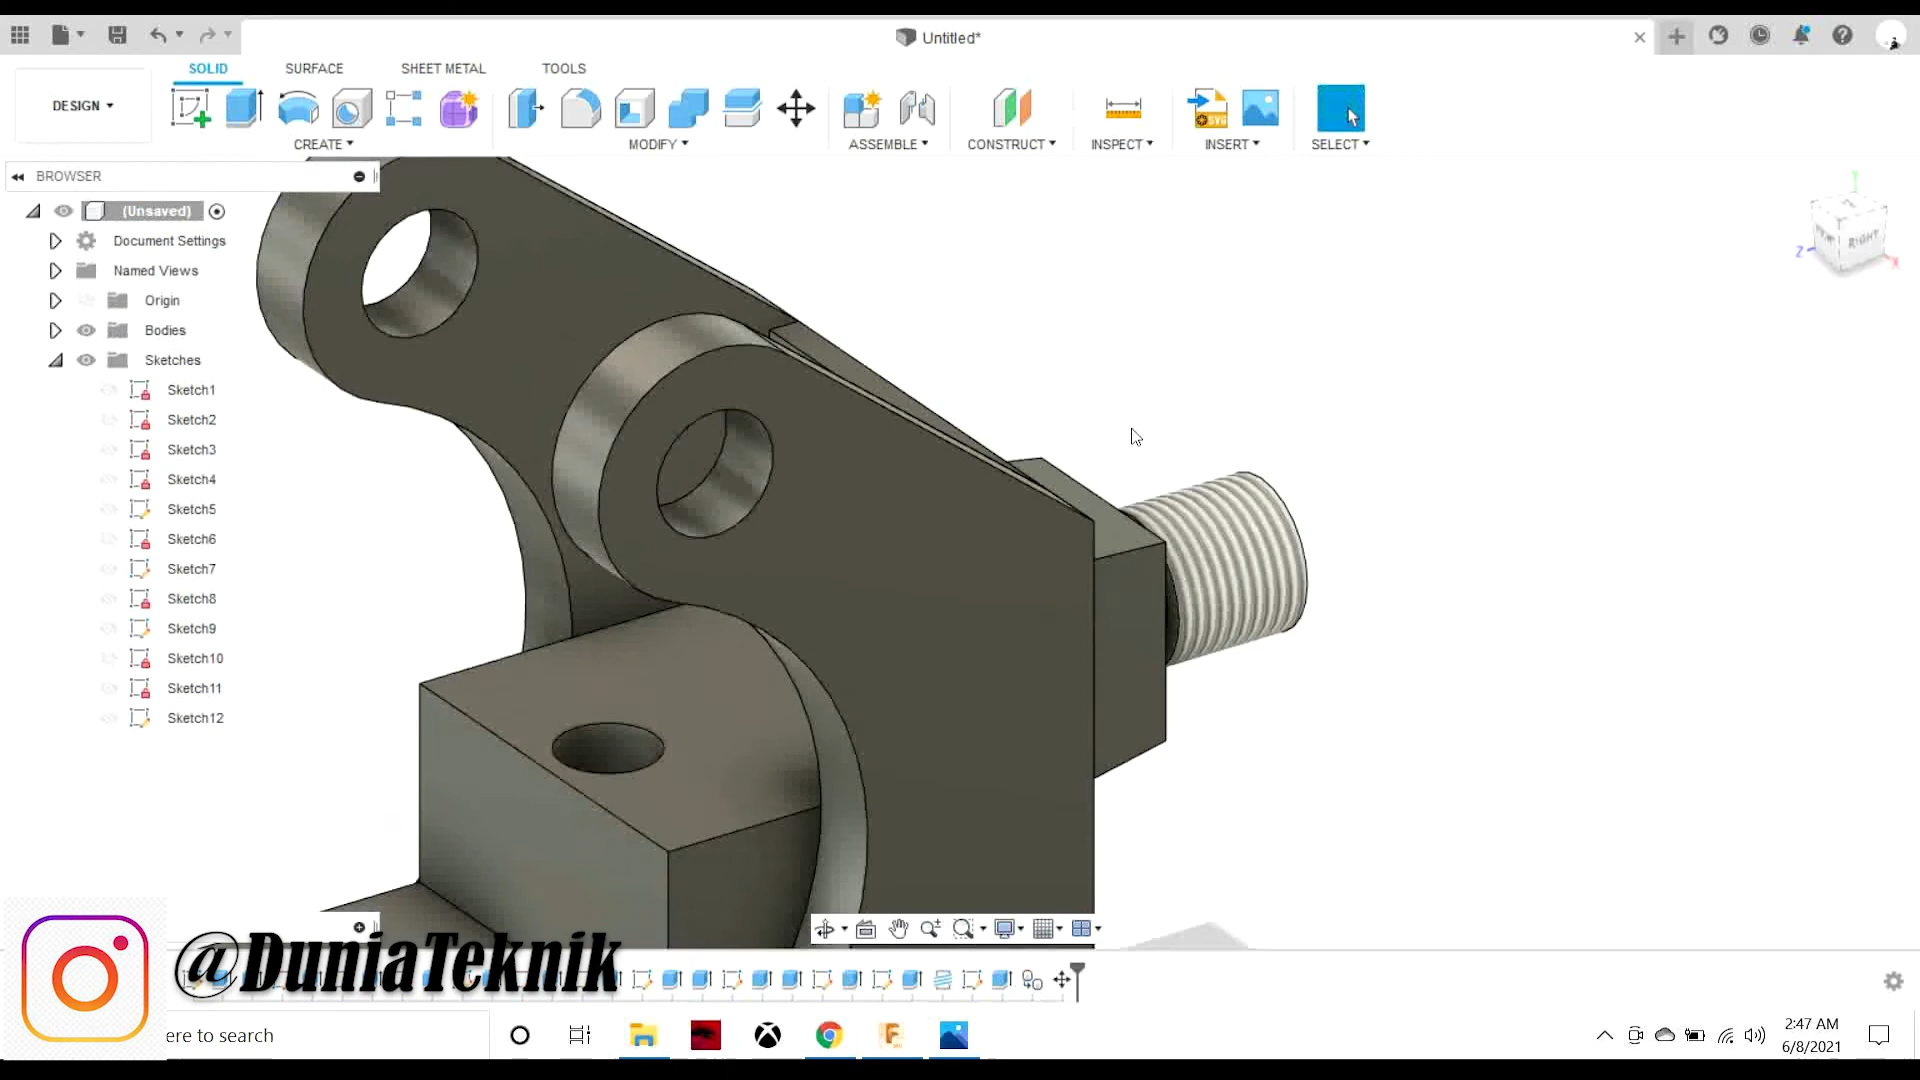 Untitled*
SOLID SURFACE SHEET METAL TOOLS
DESIGN
CREATE MODIFY ASSEMBLE CONSTRUCT INSPECT INSERT SELECT
SVG
BROWSER
(Unsaved)
Document Settings
Named Views
Origin
Bodies
Sketches
Sketch1
Sketch2
Sketch3
Sketch4
Sketch5
Sketch6
Sketch7
Sketch8
Sketch9
Sketch10
Sketch11
Sketch12
Y
RIGHT
Z
X
@DuniaTeknik
ere to search
2:47 AM
6/8/2021